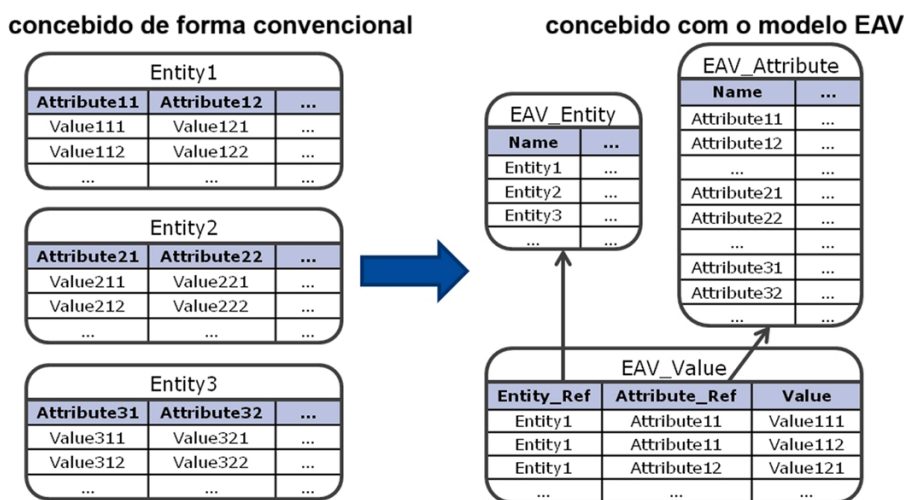 concebido de forma convencional
Entity1
Attribute11 Attribute12 ...
Value111 Value121 ...
Value112 Value122 ...
... ... ...
Entity2
Attribute21 Attribute22 ...
Value211 Value221 ...
Value212 Value222 ...
... ... ...
Entity3
Attribute31 Attribute32 ...
Value311 Value321 ...
Value312 Value322 ...
... ... ...
concebido com o modelo EAV
EAV_Entity
Name ...
Entity1 ...
Entity2 ...
Entity3 ...
... ...
EAV_Attribute
Name ...
Attribute11 ...
Attribute12 ...
... ...
Attribute21 ...
Attribute22 ...
... ...
Attribute31 ...
Attribute32 ...
... ...
EAV_Value
Entity_Ref Attribute_Ref Value
Entity1 Attribute11 Value111
Entity1 Attribute11 Value112
Entity1 Attribute12 Value121
... ... ...